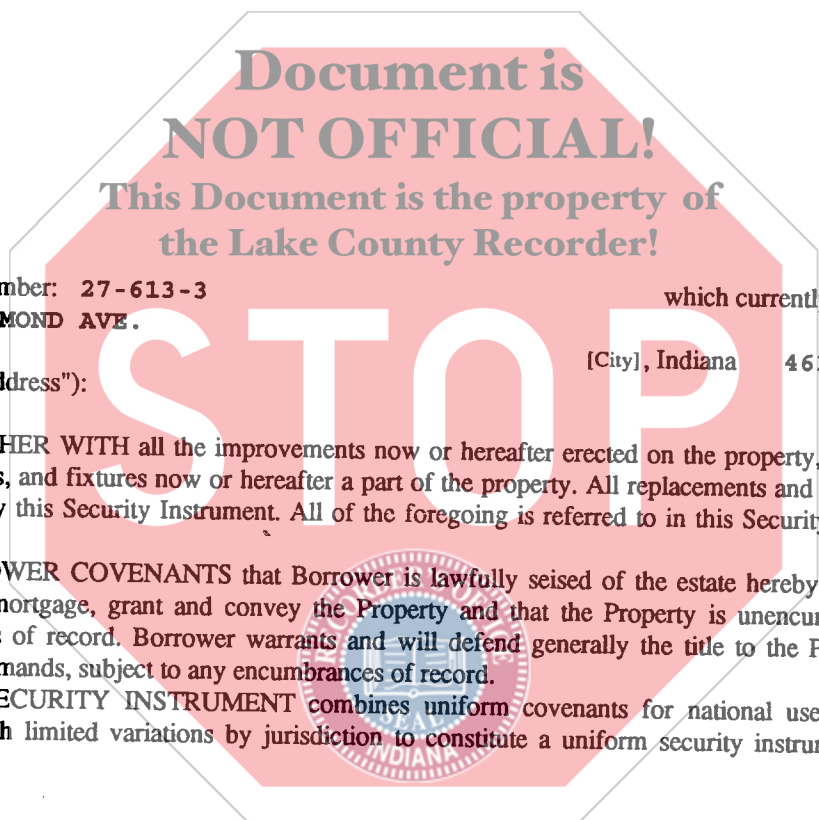 Document is
NOT OFFICIAL!
This Document is the property of
the Lake County Recorder!
mber: 27-613-3 which currentl
MOND AVE.
[City], Indiana 46
ddress"):
STOP
HER WITH all the improvements now or hereafter erected on the property,
s, and fixtures now or hereafter a part of the property. All replacements and
y this Security Instrument. All of the foregoing is referred to in this Security
WER COVENANTS that Borrower is lawfully seised of the estate hereby
nortgage, grant and convey the Property and that the Property is unencu
s of record. Borrower warrants and will defend generally the title to the P
mands, subject to any encumbrances of record.
ECURITY INSTRUMENT combines uniform covenants for national use
h limited variations by jurisdiction to constitute a uniform security instru
SEAL
INDIANA